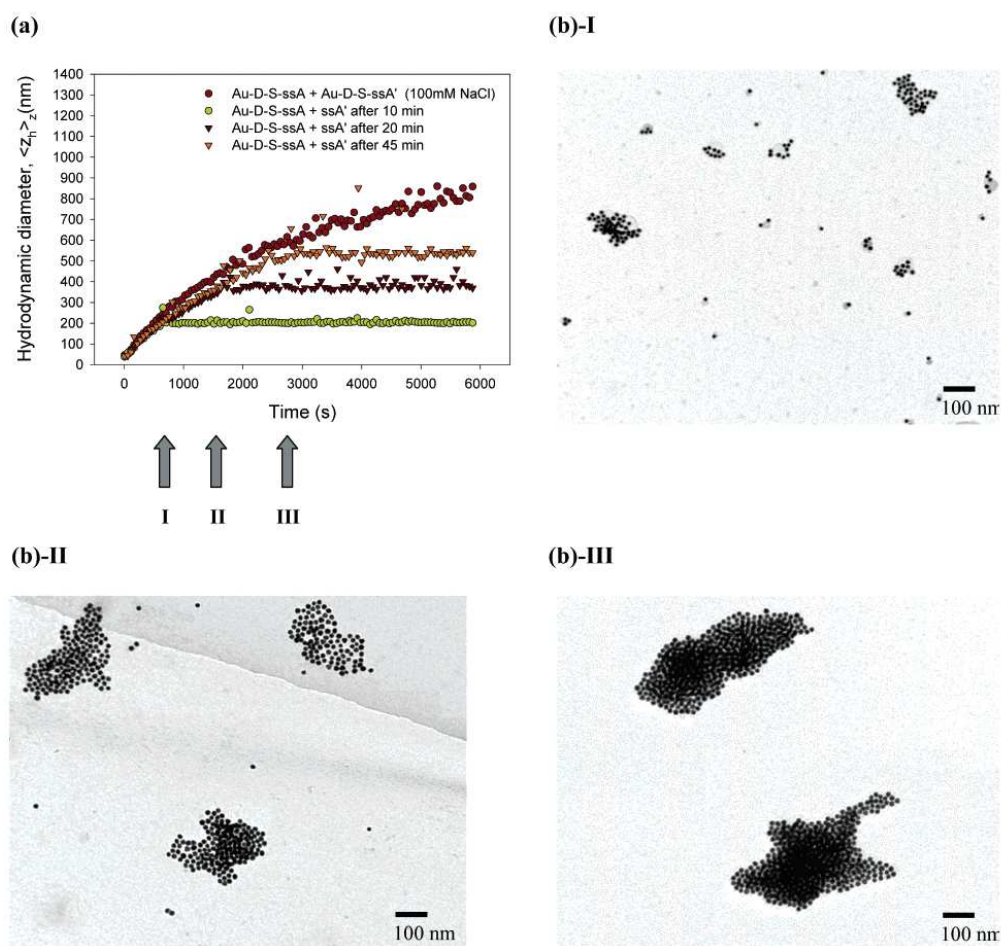 (a)
(b)-I
1400
1300
1200
1100
1000
900
800
700
600
500
400
300
200
100
0
Hydrodynamic diameter, <z_h>_z(nm)
Au-D-S-ssA + Au-D-S-ssA' (100mM NaCl)
Au-D-S-ssA + ssA' after 10 min
Au-D-S-ssA + ssA' after 20 min
Au-D-S-ssA + ssA' after 45 min
0 1000 2000 3000 4000 5000 6000
Time (s)
100 nm
I II III
(b)-II
(b)-III
100 nm
100 nm